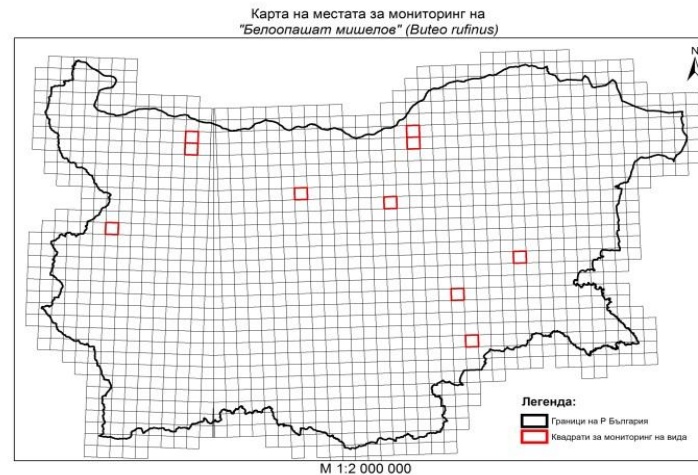 Карта на местата за мониторинг на
"Белоопашат мишелов" (Buteo rufinus)
N
Легенда:
Граници на Р България
Квадрати за мониторинг на вида
М 1:2 000 000